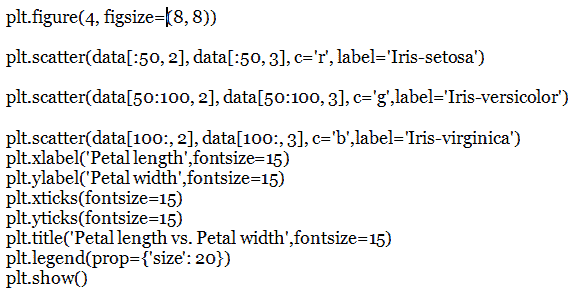 plt.figure(4, figsize=(8, 8))
plt.scatter(data[:50, 2], data[:50, 3], c='r', label='Iris-setosa')
plt.scatter(data[50:100, 2], data[50:100, 3], c='g',label='Iris-versicolor')
plt.scatter(data[100:, 2], data[100:, 3], c='b',label='Iris-virginica')
plt.xlabel('Petal length',fontsize=15)
plt.ylabel('Petal width',fontsize=15)
plt.xticks(fontsize=15)
plt.yticks(fontsize=15)
plt.title('Petal length vs. Petal width',fontsize=15)
plt.legend(prop={'size': 20})
plt.show()